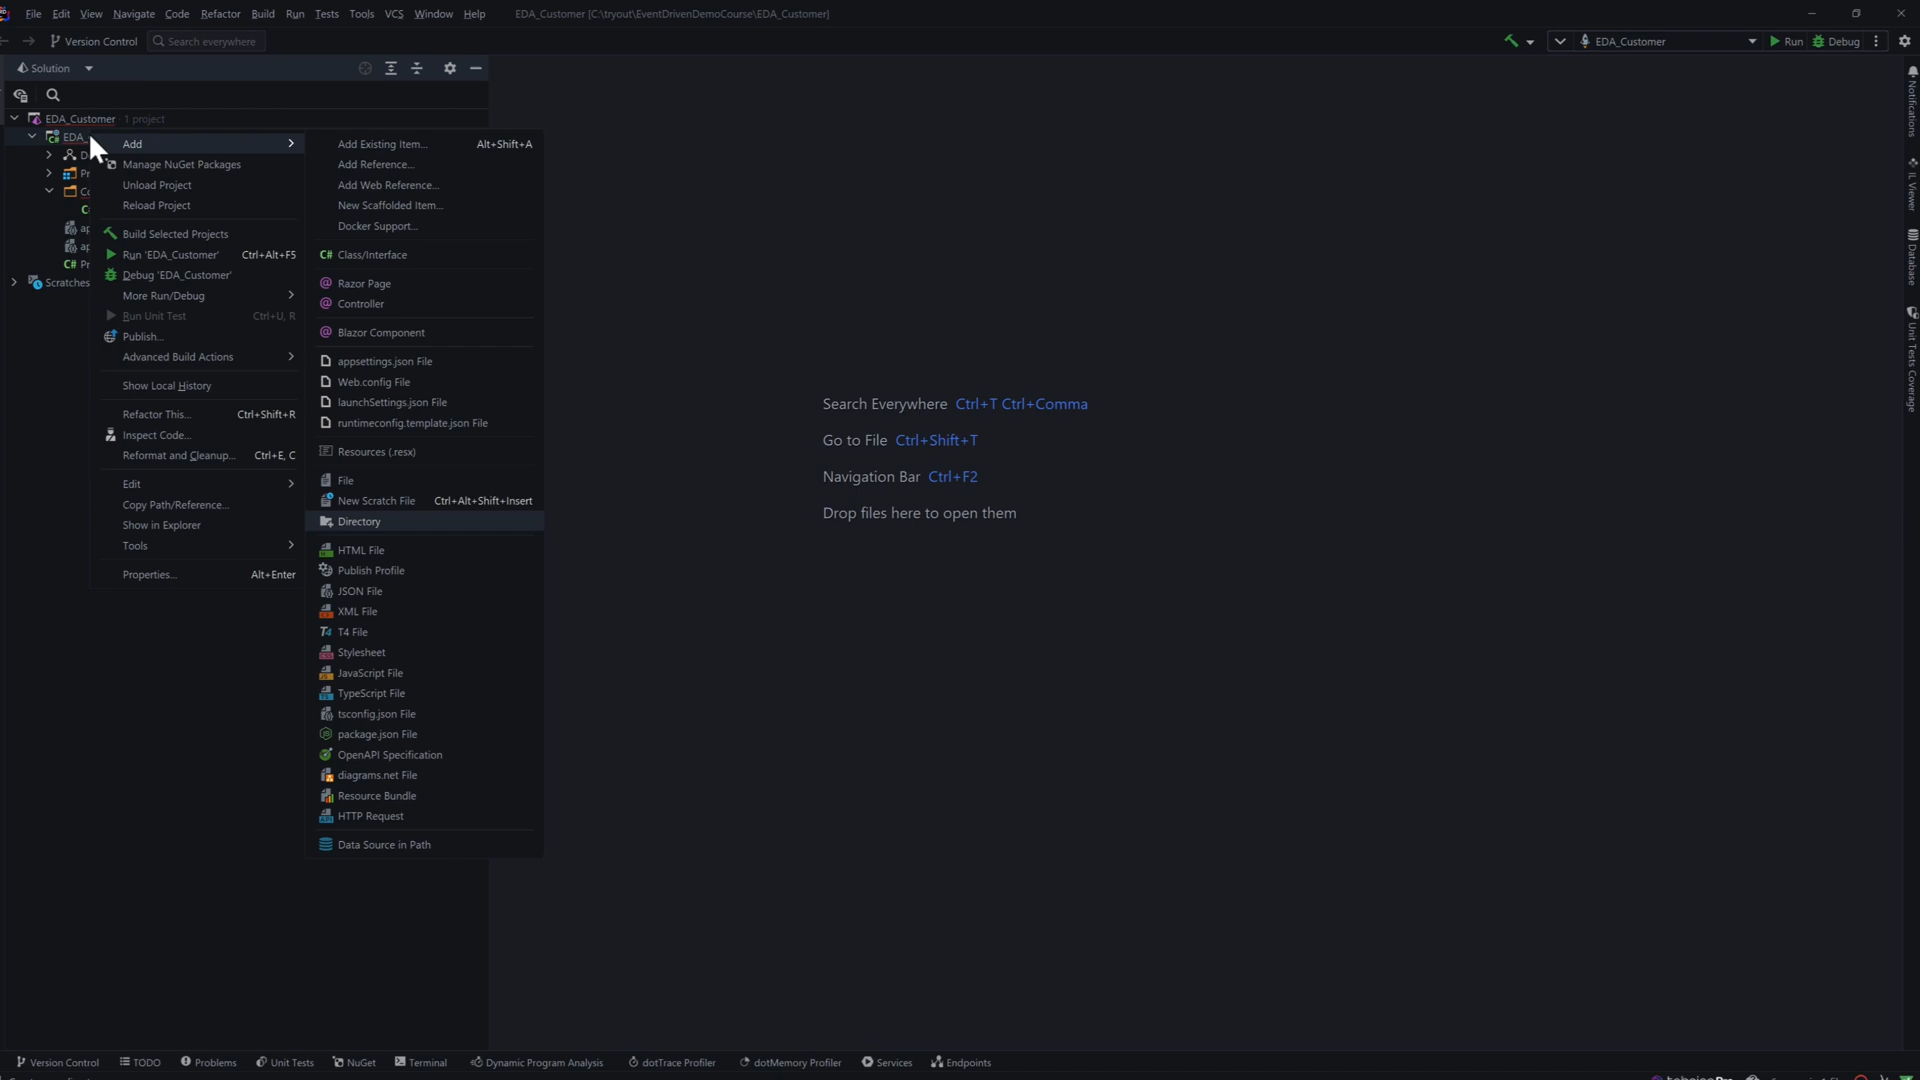 File Edit View Navigate Code Refactor Build Run Tests Tools VCS Window Help EDA_Customer [C:\tryout\EventDrivenDemoCourse\EDA_Customer]
Version Control Search everywhere EDA_Customer Run Debug
Solution
EDA_Customer 1 project
EDA_
Scratches
Add
Manage NuGet Packages
Unload Project
Reload Project
Build Selected Projects
Run 'EDA_Customer' Ctrl+Alt+F5
Debug 'EDA_Customer'
More Run/Debug
Run Unit Test Ctrl+U, R
Publish...
Advanced Build Actions
Show Local History
Refactor This... Ctrl+Shift+R
Inspect Code...
Reformat and Cleanup... Ctrl+E, C
Edit
Copy Path/Reference...
Show in Explorer
Tools
Properties... Alt+Enter
Add Existing Item... Alt+Shift+A
Add Reference...
Add Web Reference...
New Scaffolded Item...
Docker Support...
C# Class/Interface
@ Razor Page
@ Controller
@ Blazor Component
appsettings.json File
Web.config File
launchSettings.json File
runtimeconfig.template.json File
Resources (.resx)
File
New Scratch File Ctrl+Alt+Shift+Insert
Directory
HTML File
Publish Profile
JSON File
XML File
T4 T4 File
Stylesheet
JavaScript File
TypeScript File
tsconfig.json File
package.json File
OpenAPI Specification
diagrams.net File
Resource Bundle
HTTP Request
Data Source in Path
Search Everywhere Ctrl+T Ctrl+Comma
Go to File Ctrl+Shift+T
Navigation Bar Ctrl+F2
Drop files here to open them
Notifications
IL Viewer
Database
Unit Tests Coverage
Version Control TODO Problems Unit Tests NuGet Terminal Dynamic Program Analysis dotTrace Profiler dotMemory Profiler Services Endpoints